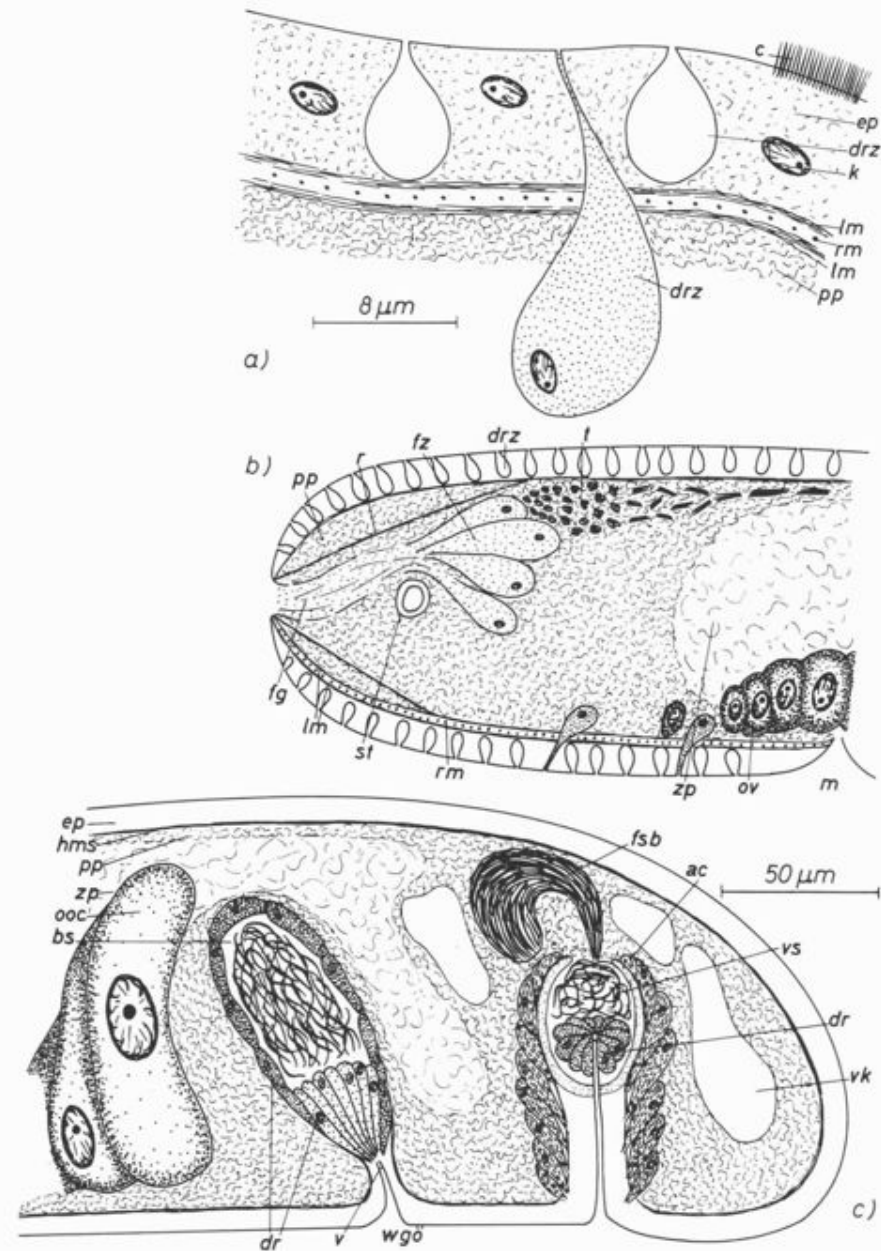 c
ep
drz
k
lm
rm
lm
pp
drz
8 µm
a)
b)
pp
r
fz
drz
t
fg
lm
st
rm
zp
ov
m
ep
hms
pp
zp
ooc
bs
fsb
ac
50 µm
vs
dr
vk
dr
v
wgö
c)